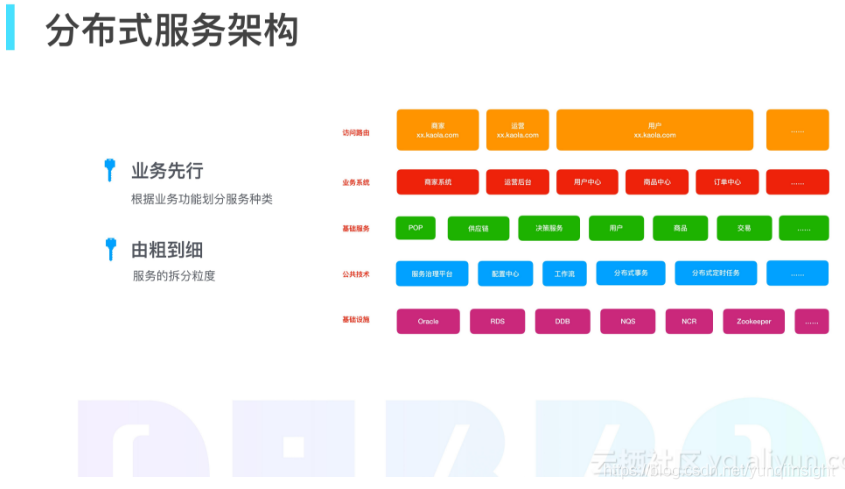 分布式服务架构
业务先行
根据业务功能划分服务种类
由粗到细
服务的拆分粒度
访问路由
商家
xx.kaola.com
运营
xx.kaola.com
用户
xx.kaola.com
......
业务系统
商家系统
运营后台
用户中心
商品中心
订单中心
......
基础服务
POP
供应链
决策服务
用户
商品
交易
......
公共技术
服务治理平台
配置中心
工作流
分布式事务
分布式定时任务
......
基础设施
Oracle
RDS
DDB
NQS
NCR
Zookeeper
......
DUBBO
云栖社区 yq.aliyun.co
https://blog.csdn.net/yunqiinsight